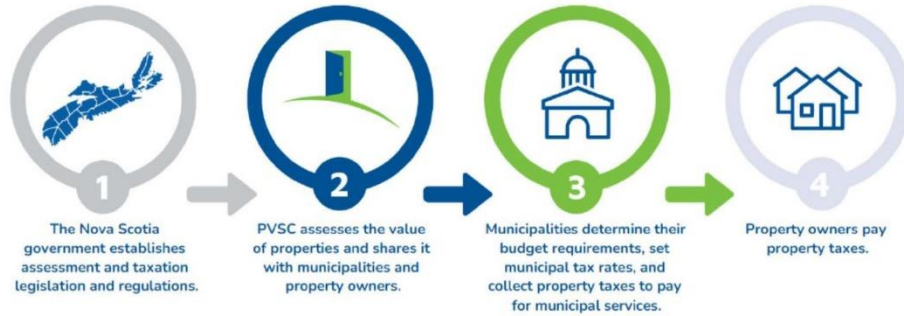 1
The Nova Scotia
government establishes
assessment and taxation
legislation and regulations.
2
PVSC assesses the value
of properties and shares it
with municipalities and
property owners.
3
Municipalities determine their
budget requirements, set
municipal tax rates, and
collect property taxes to pay
for municipal services.
4
Property owners pay
property taxes.